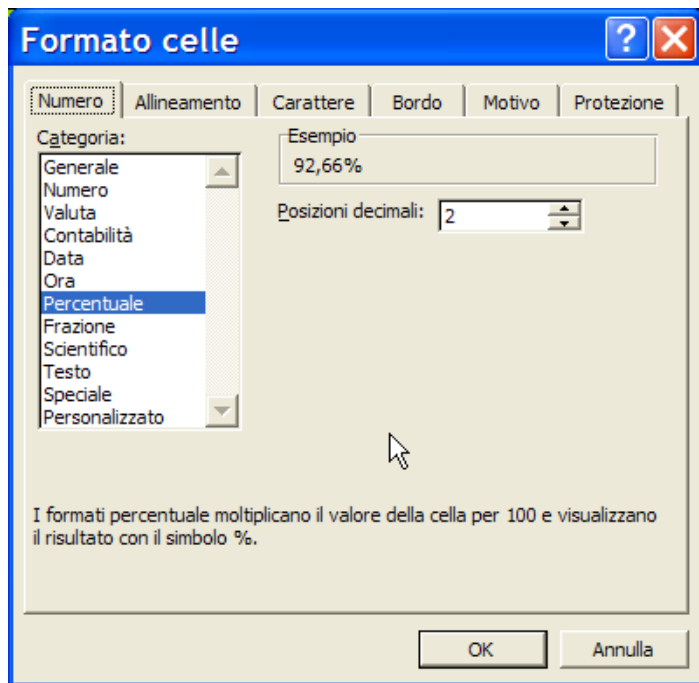 Formato celle
Numero Allineamento Carattere Bordo Motivo Protezione
Categoria:
Generale
Numero
Valuta
Contabilità
Data
Ora
Percentuale
Frazione
Scientifico
Testo
Speciale
Personalizzato
Esempio
92,66%
Posizioni decimali: 2
I formati percentuale moltiplicano il valore della cella per 100 e visualizzano
il risultato con il simbolo %.
OK Annulla